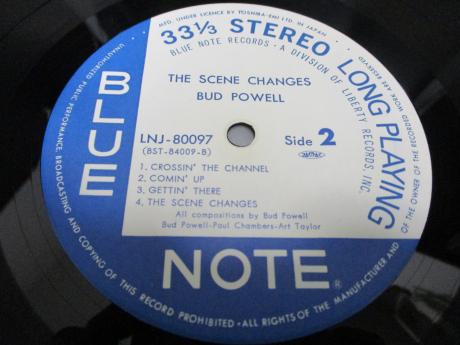 MFD. UNDER LICENCE BY TOSHIBA-EMI LTD. IN JAPAN
33 1/3 STEREO LONG PLAYING
BLUE NOTE RECORDS · A DIVISION OF LIBERTY RECORDS, INC.
THE SCENE CHANGES
BUD POWELL
LNJ-80097
(BST-84009-B)
Side 2
1. CROSSIN' THE CHANNEL
2. COMIN' UP
3. GETTIN' THERE
4. THE SCENE CHANGES
All compositions by Bud Powell
Bud Powell-Paul Chambers-Art Taylor
BLUE
NOTE®
UNAUTHORIZED PUBLIC PERFORMANCE, BROADCASTING AND COPYING OF THIS RECORD PROHIBITED - ALL RIGHTS OF THE MANUFACTURER AND OF THE OWNER OF THE RECORDED WORK ARE RESERVED